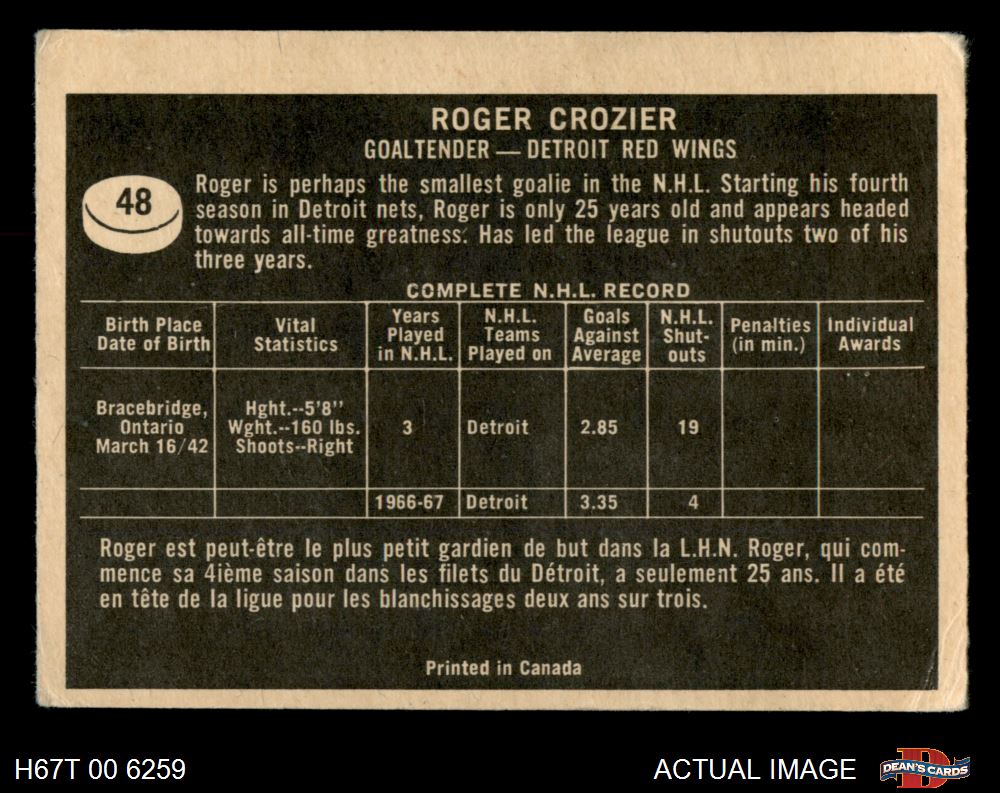 ROGER CROZIER
GOALTENDER — DETROIT RED WINGS
48
Roger is perhaps the smallest goalie in the N.H.L. Starting his fourth
season in Detroit nets, Roger is only 25 years old and appears headed
towards all-time greatness. Has led the league in shutouts two of his
three years.
COMPLETE N.H.L. RECORD
Birth Place
Date of Birth
Vital
Statistics
Years
Played
in N.H.L.
N.H.L.
Teams
Played on
Goals
Against
Average
N.H.L.
Shut-
outs
Penalties
(in min.)
Individual
Awards
Bracebridge,
Ontario
March 16/42
Hght.--5'8''
Wght.--160 lbs.
Shoots--Right
3
Detroit
2.85
19
1966-67
Detroit
3.35
4
Roger est peut-être le plus petit gardien de but dans la L.H.N. Roger, qui com-
mence sa 4ième saison dans les filets du Détroit, a seulement 25 ans. Il a été
en tête de la ligue pour les blanchissages deux ans sur trois.
Printed in Canada
H67T 00 6259
ACTUAL IMAGE
DEAN'S CARDS